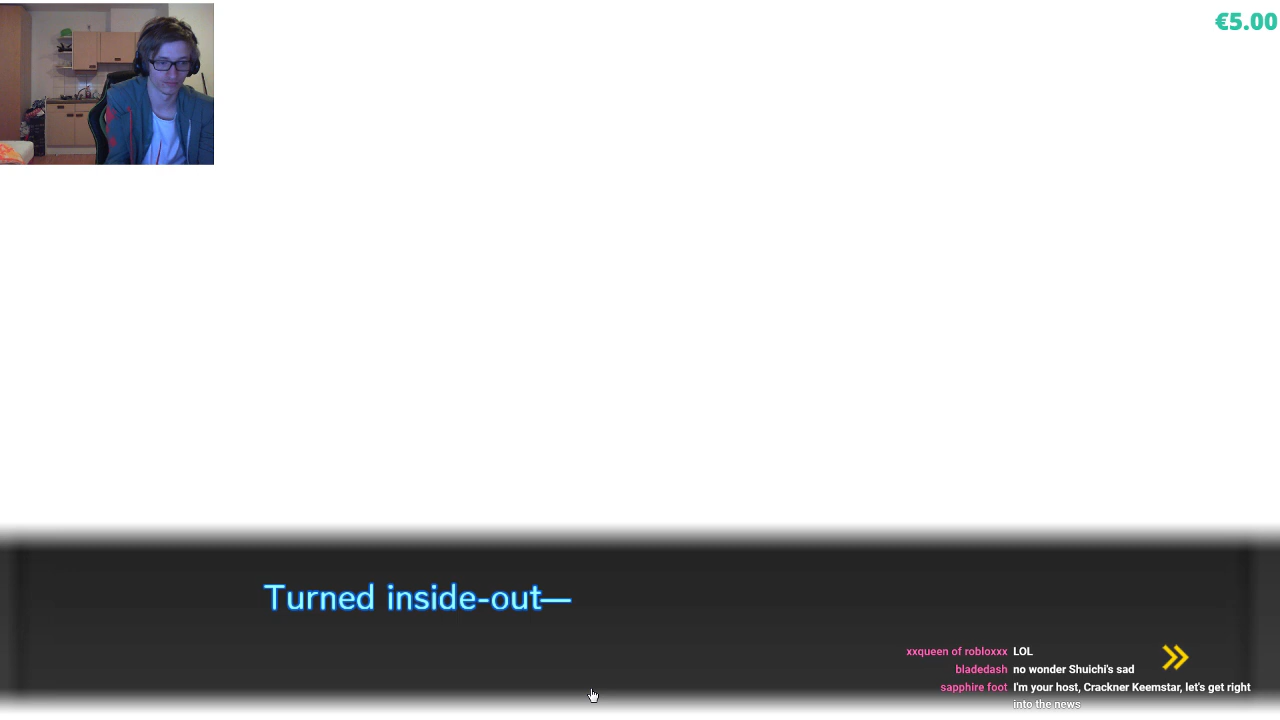 €5.00
Turned inside-out—
xxqueen of robloxxx LOL
bladedash no wonder Shuichi's sad
sapphire foot I'm your host, Crackner Keemstar, let's get right
into the news